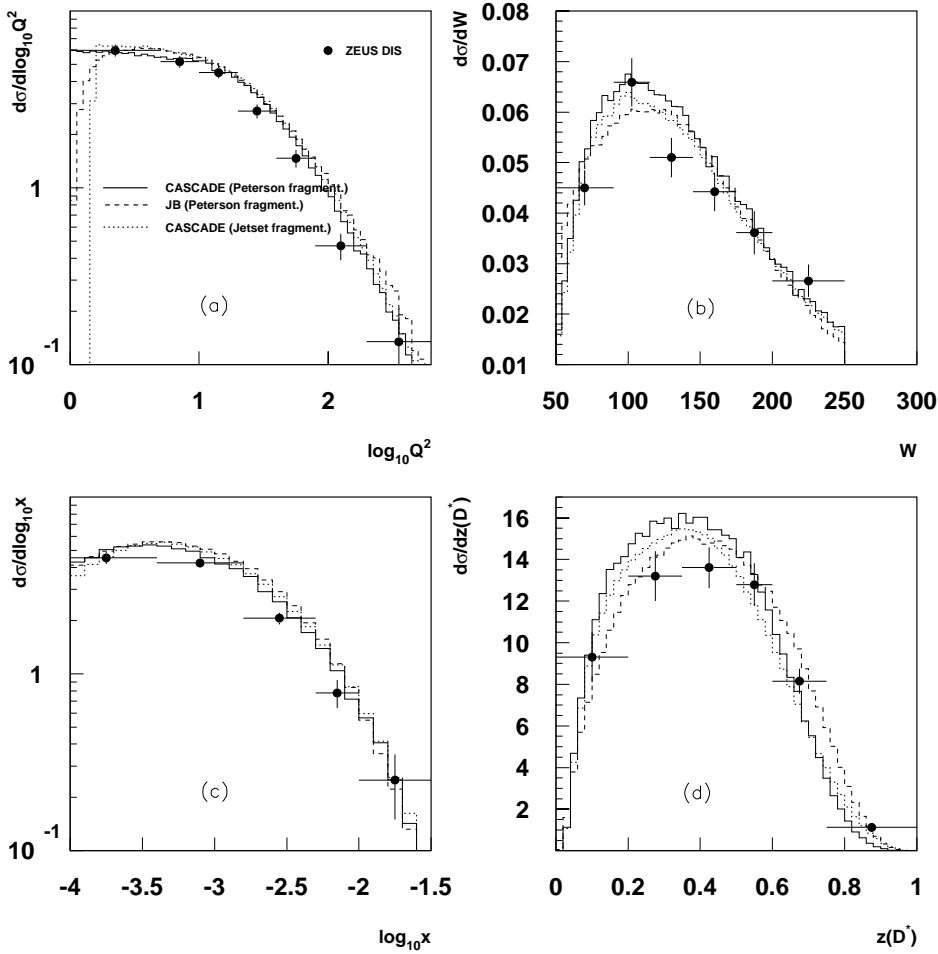 dσ/dlog₁₀Q²
10
ZEUS DIS
1
CASCADE (Peterson fragment.)
JB (Peterson fragment.)
CASCADE (Jetset fragment.)
(a)
10⁻¹
0 1 2
log₁₀Q²
dσ/dW
0.08
0.07
0.06
0.05
0.04
0.03
0.02
0.01
(b)
50 100 150 200 250 300
W
dσ/dlog₁₀x
10
1
(c)
10⁻¹
-4 -3.5 -3 -2.5 -2 -1.5
log₁₀x
dσ/dz(D*)
16
14
12
10
8
6
4
2
(d)
0 0.2 0.4 0.6 0.8 1
z(D*)